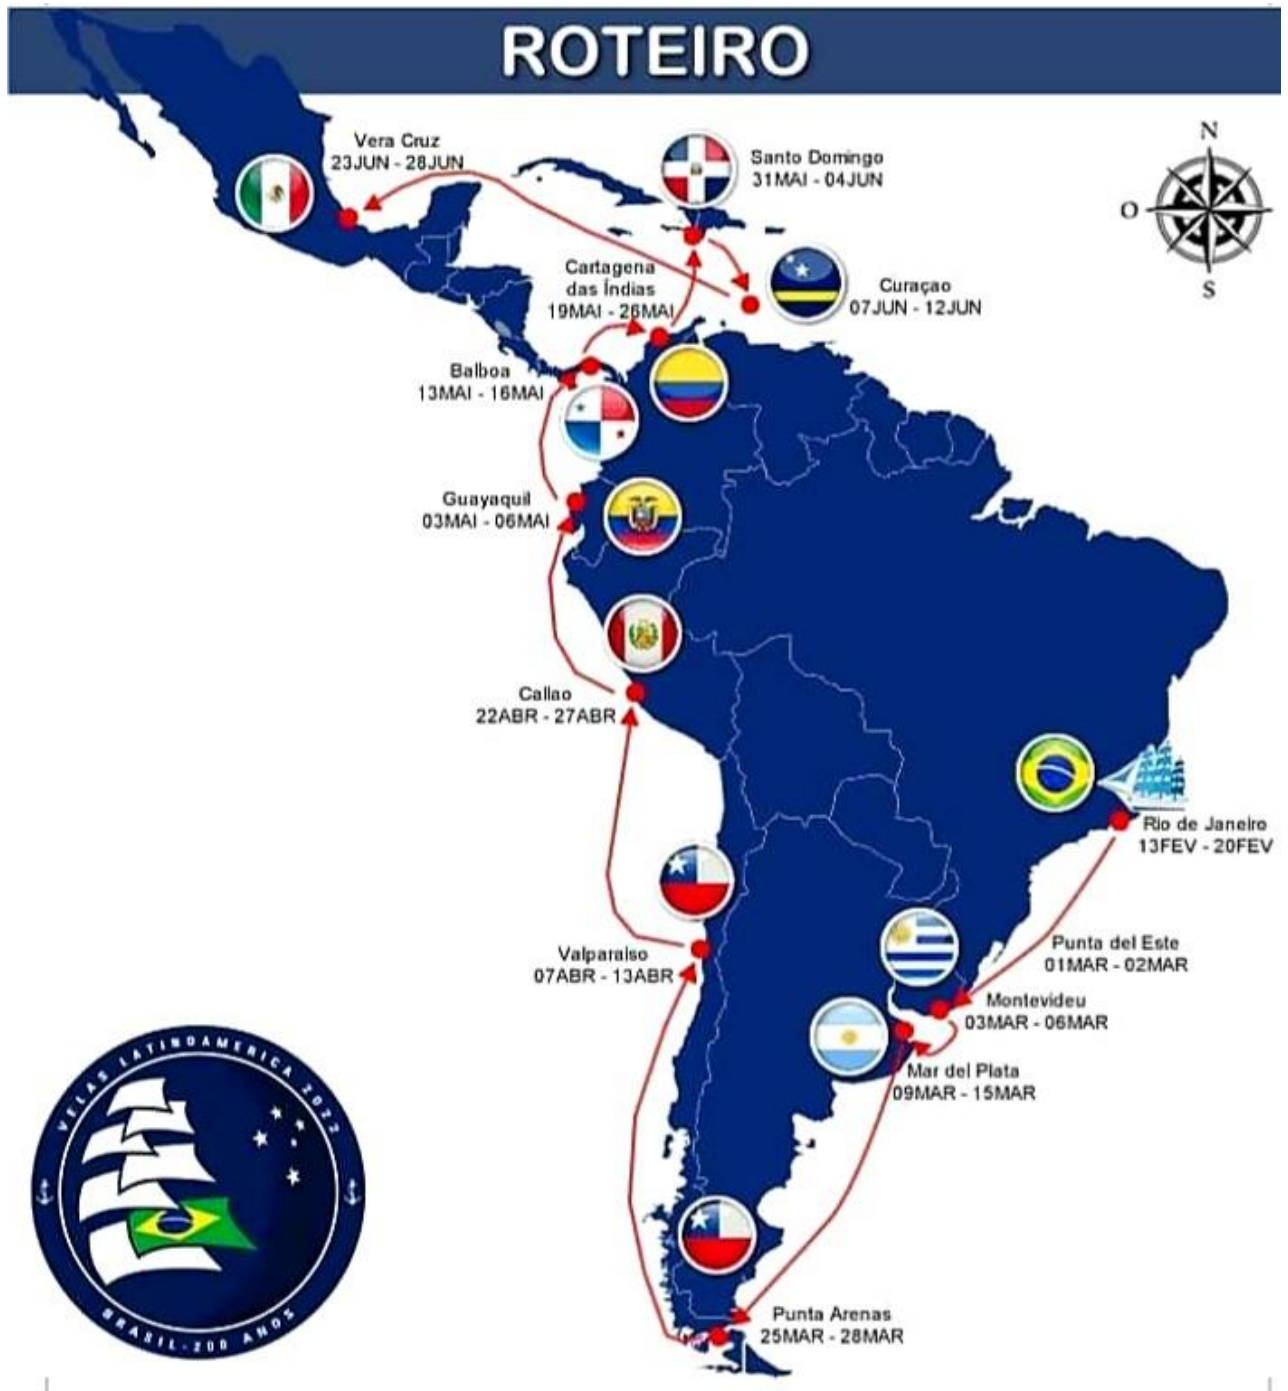 ROTEIRO
Vera Cruz
23JUN - 28JUN
Santo Domingo
31MAI - 04JUN
N
O
S
Cartagena
das Índias
19MAI - 26MAI
Curaçao
07JUN - 12JUN
Balboa
13MAI - 16MAI
Guayaquil
03MAI - 06MAI
Callao
22ABR - 27ABR
Rio de Janeiro
13FEV - 20FEV
Valparaiso
07ABR - 13ABR
Punta del Este
01MAR - 02MAR
Montevideu
03MAR - 06MAR
Mar del Plata
09MAR - 15MAR
Punta Arenas
25MAR - 28MAR
VELAS LATINOAMERICA 2022
BRASIL-200 ANOS